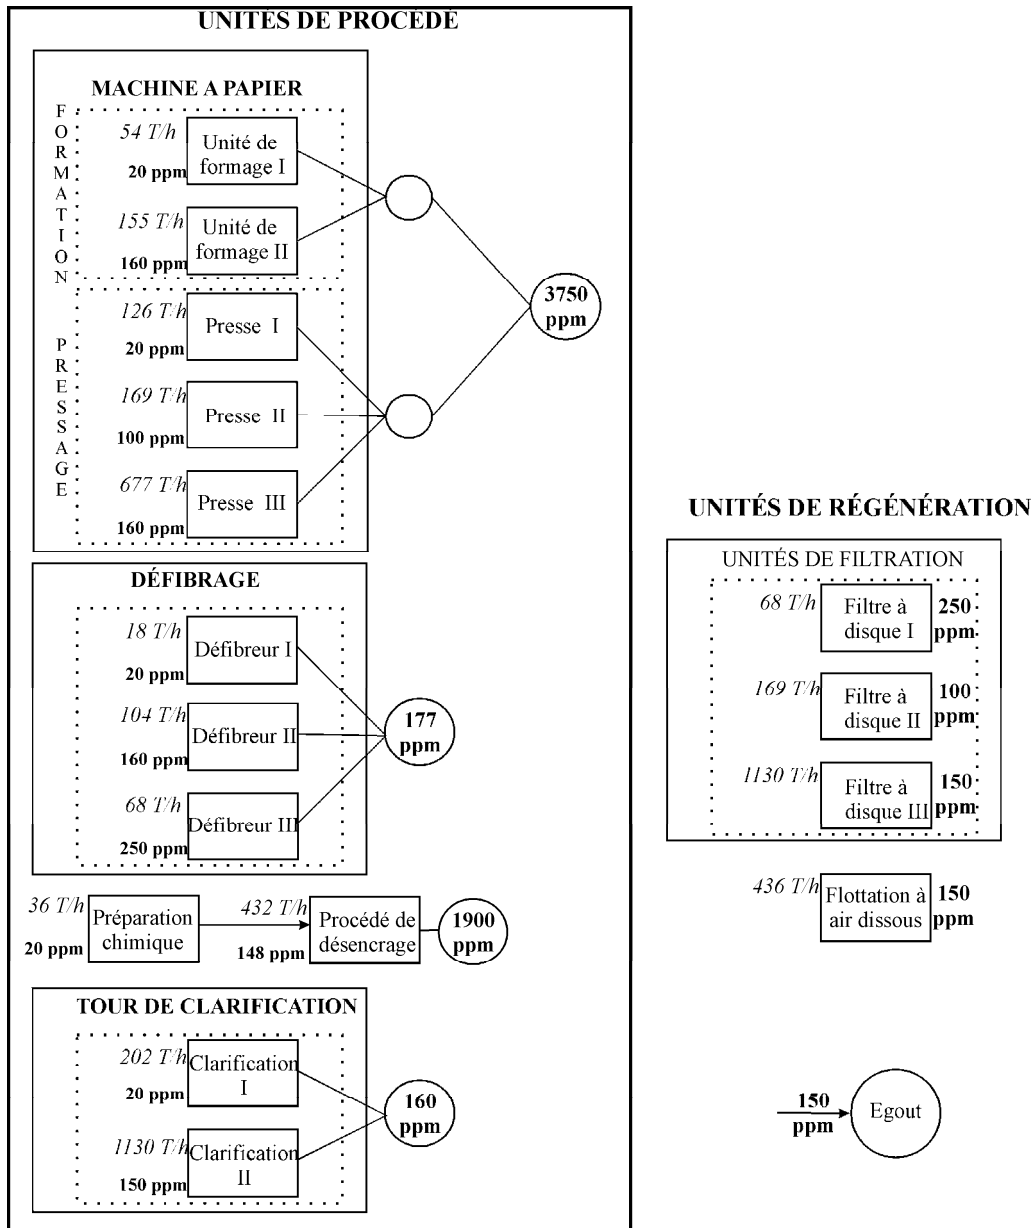 UNITÉS DE PROCÉDÉ
MACHINE A PAPIER
FORMATION
54 T/h
20 ppm
Unité de
formage I
155 T/h
160 ppm
Unité de
formage II
PRESSAGE
126 T/h
20 ppm
Presse I
169 T/h
100 ppm
Presse II
677 T/h
160 ppm
Presse III
3750
ppm
DÉFIBRAGE
18 T/h
20 ppm
Défibreur I
104 T/h
160 ppm
Défibreur II
68 T/h
250 ppm
Défibreur III
177
ppm
36 T/h
20 ppm
Préparation
chimique
432 T/h
148 ppm
Procédé de
désencrage
1900
ppm
TOUR DE CLARIFICATION
202 T/h
20 ppm
Clarification
I
1130 T/h
150 ppm
Clarification
II
160
ppm
UNITÉS DE RÉGÉNÉRATION
UNITÉS DE FILTRATION
68 T/h
Filtre à
disque I
250
ppm
169 T/h
Filtre à
disque II
100
ppm
1130 T/h
Filtre à
disque III
150
ppm
436 T/h
Flottation à
air dissous
150
ppm
150
ppm
Egout